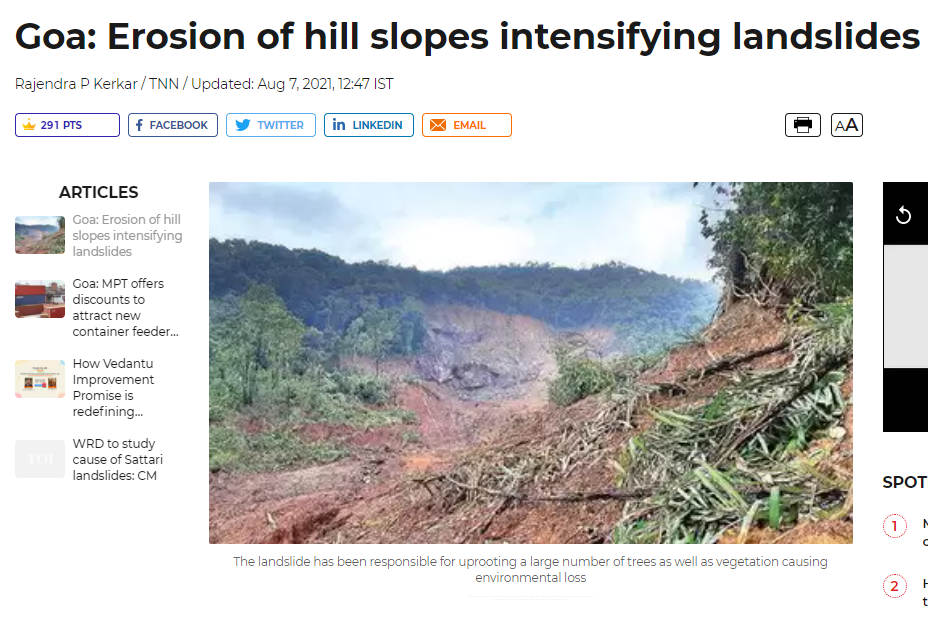 Goa: Erosion of hill slopes intensifying landslides
Rajendra P Kerkar / TNN / Updated: Aug 7, 2021, 12:47 IST
291 PTS
FACEBOOK
TWITTER
LINKEDIN
EMAIL
AA
ARTICLES
Goa: Erosion of hill
slopes intensifying
landslides
Goa: MPT offers
discounts to
attract new
container feeder...
How Vedantu
Improvement
Promise is
redefining...
TOI
WRD to study
cause of Sattari
landslides: CM
The landslide has been responsible for uprooting a large number of trees as well as vegetation causing
environmental loss
SPOT
1
2